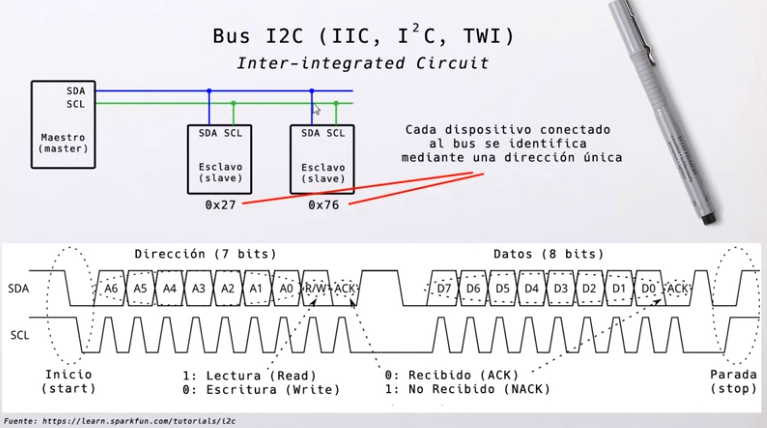 Bus I2C (IIC, I²C, TWI)
Inter-integrated Circuit
SDA
SCL
Maestro
(master)
SDA SCL
Esclavo
(slave)
0x27
SDA SCL
Esclavo
(slave)
0x76
Cada dispositivo conectado
al bus se identifica
mediante una dirección única
Dirección (7 bits)
Datos (8 bits)
SDA
A6 A5 A4 A3 A2 A1 A0 R/W ACK
D7 D6 D5 D4 D3 D2 D1 D0 ACK
SCL
Inicio
(start)
1: Lectura (Read)
0: Escritura (Write)
0: Recibido (ACK)
1: No Recibido (NACK)
Parada
(stop)
Fuente: https://learn.sparkfun.com/tutorials/i2c